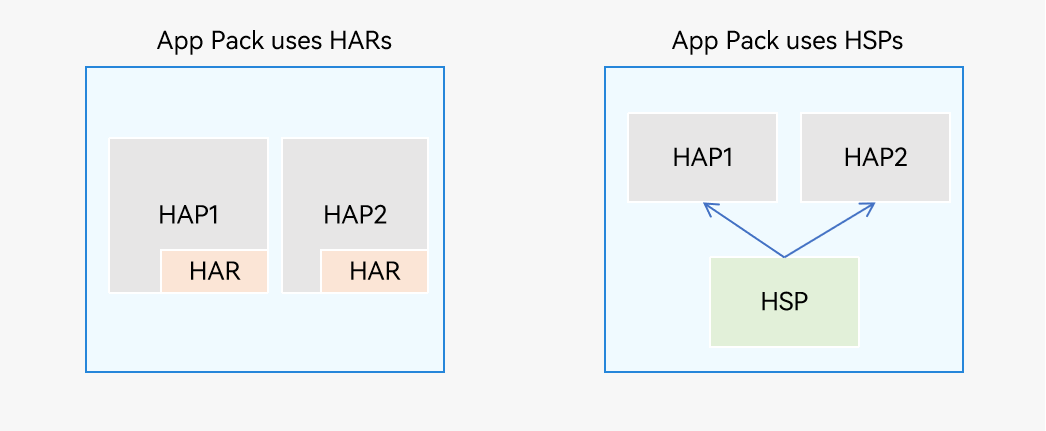 App Pack uses HARs
HAP1
HAP2
HAR
HAR
App Pack uses HSPs
HAP1
HAP2
HSP